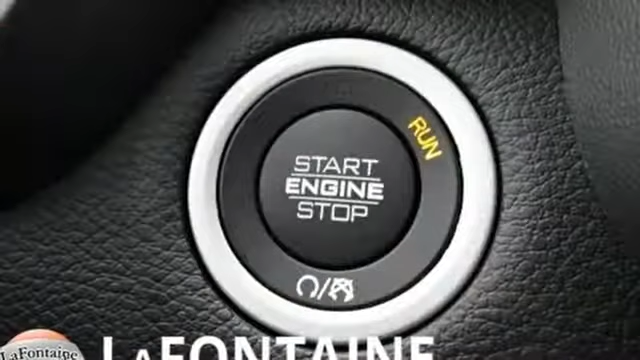 RUN
START
ENGINE
STOP
LaFontaine
LAFONTAINE